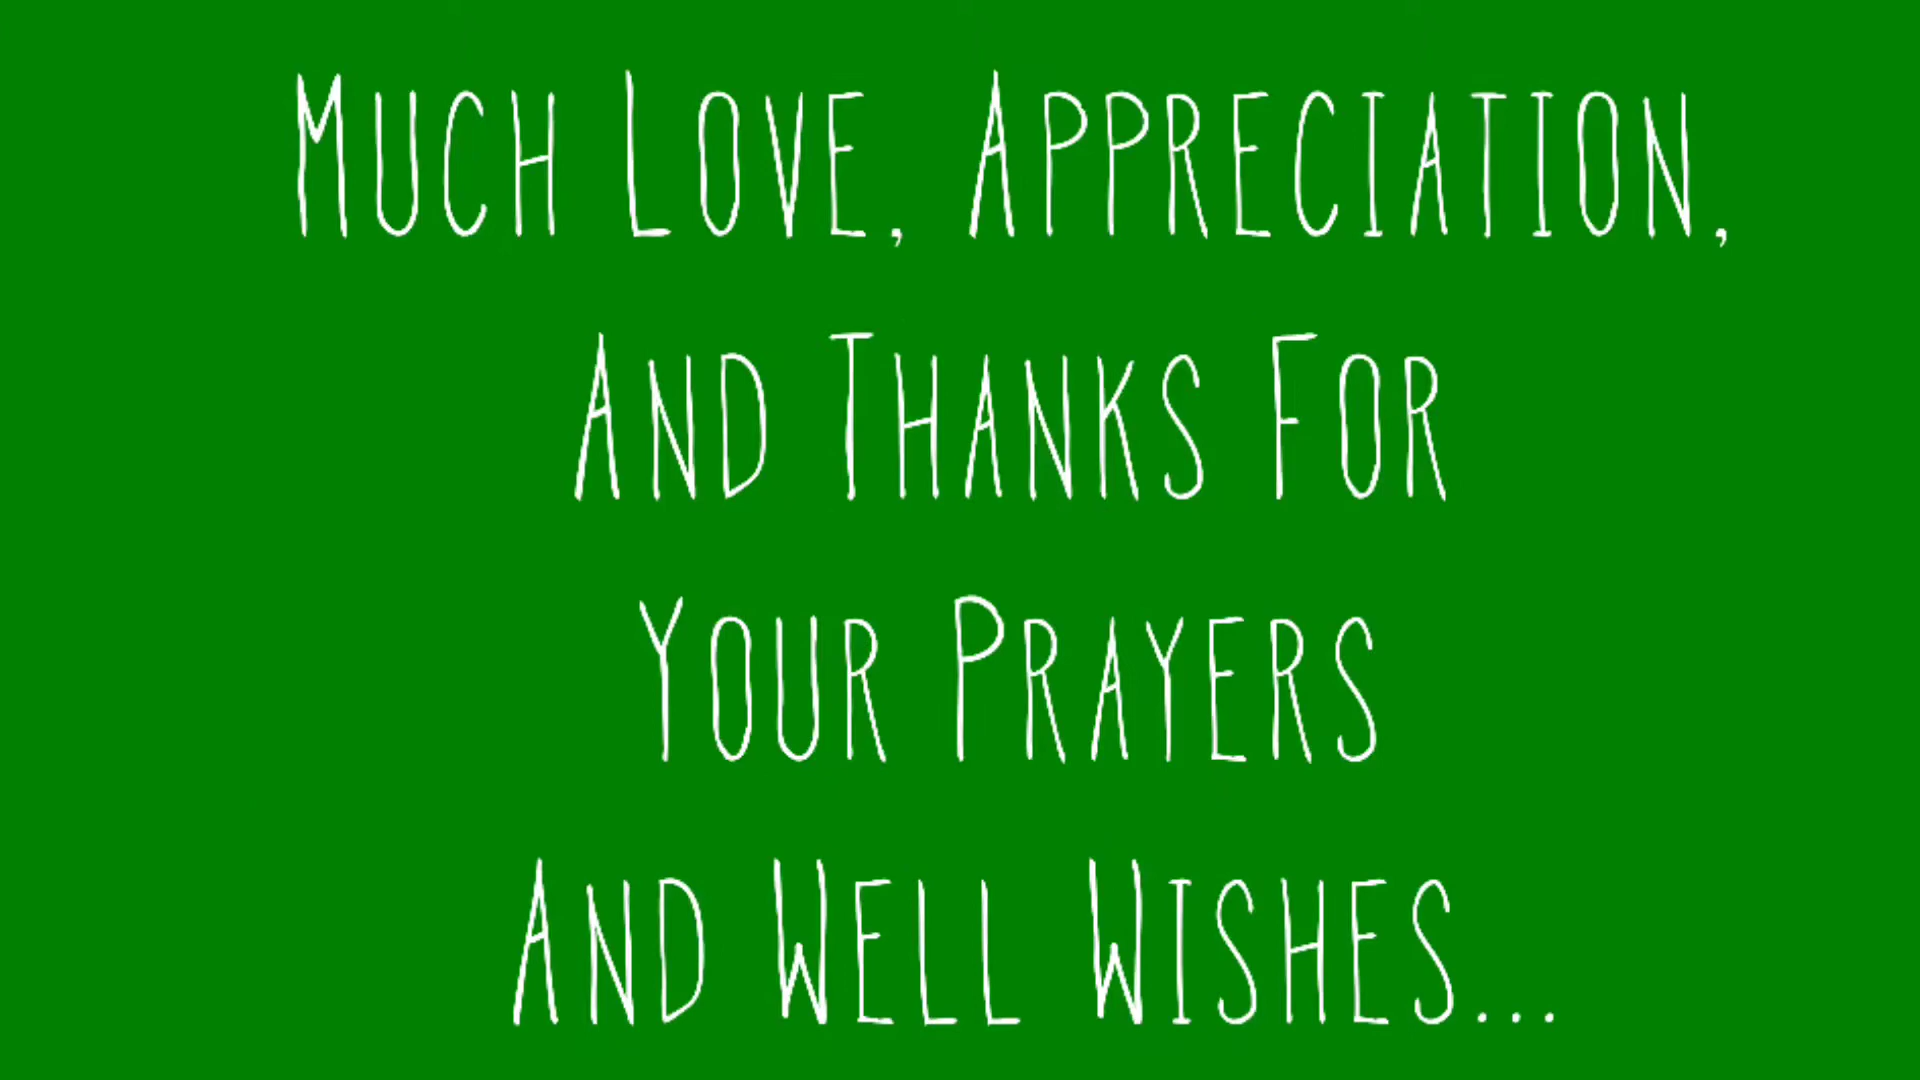 Much Love, Appreciation,
And Thanks For
Your Prayers
And Well Wishes...